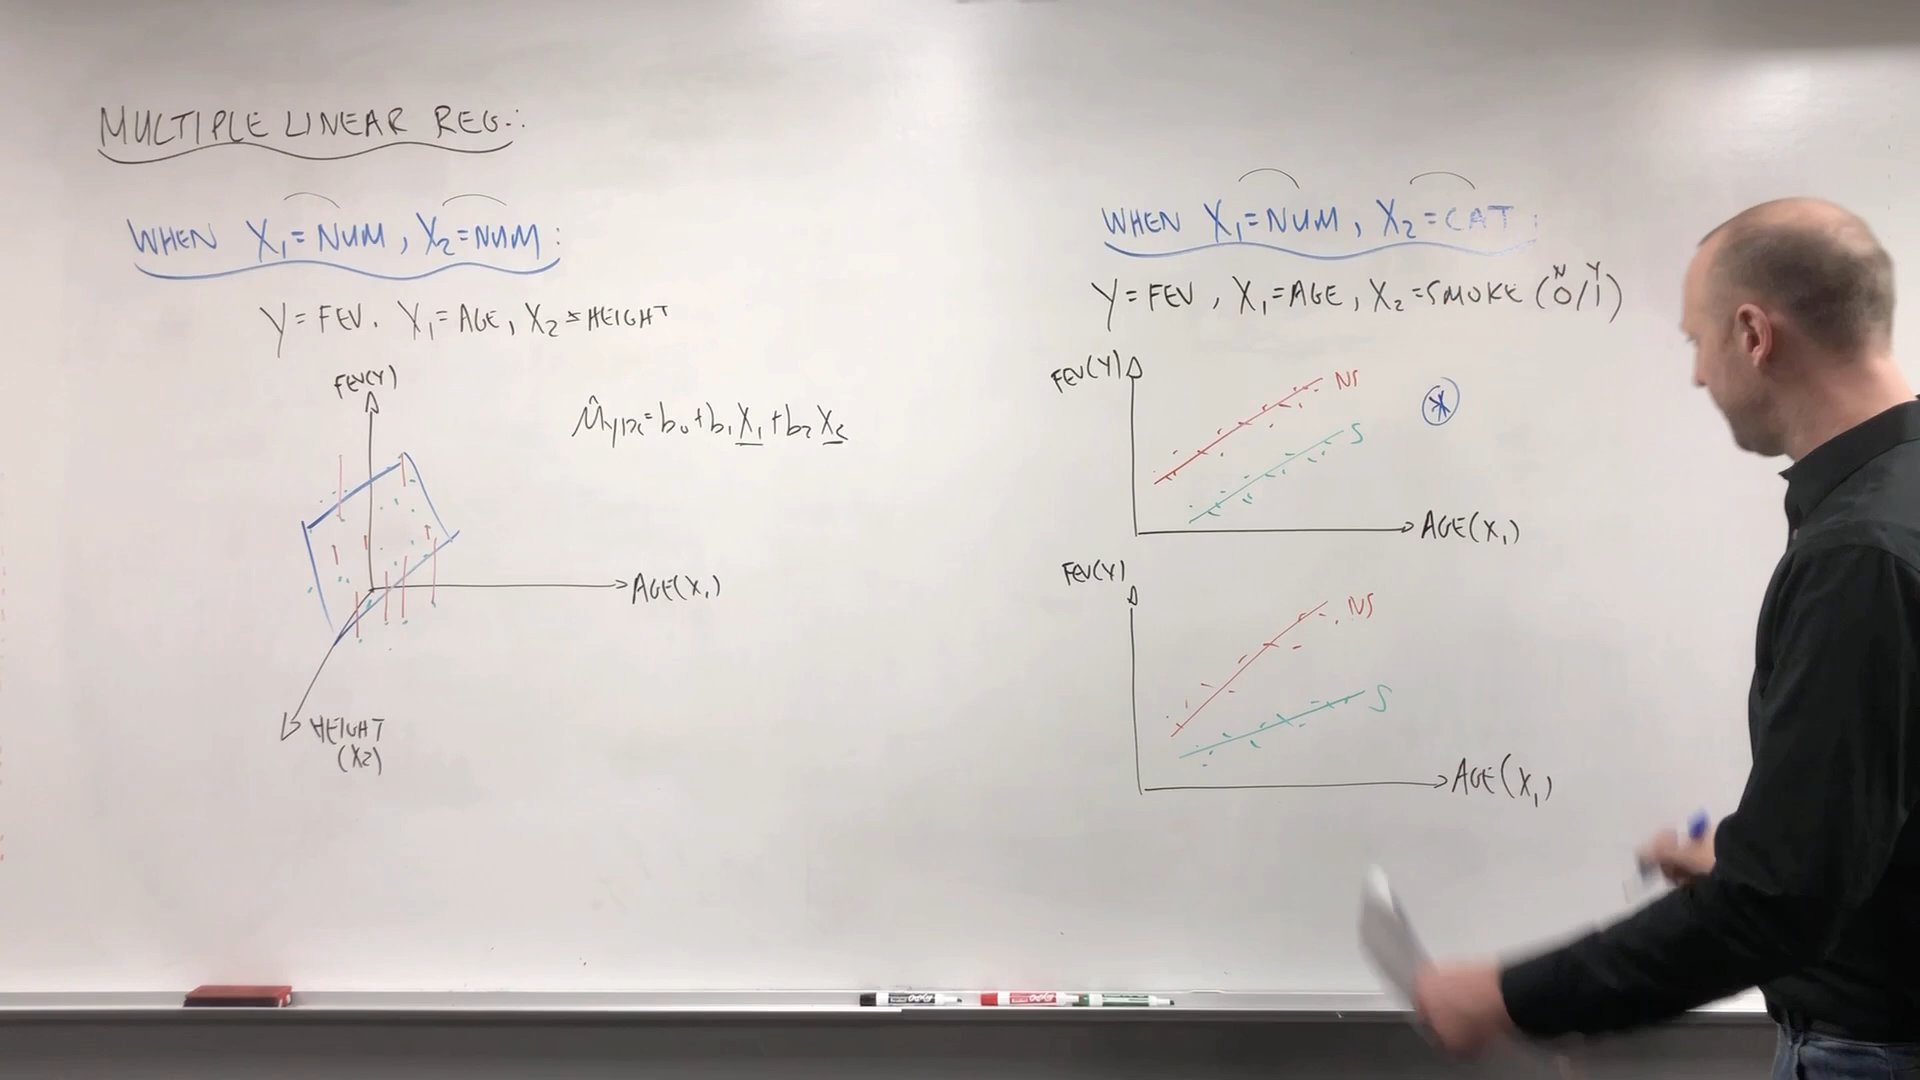 MULTIPLE LINEAR REG.:
WHEN X₁=NUM, X₂=NUM:
Y=FEV. X₁=AGE, X₂=HEIGHT
FEV(Y)
μ̂y|x=b₀+b₁X₁+b₂X₂
AGE(X₁)
HEIGHT
(X₂)
WHEN X₁=NUM, X₂=CAT:
N Y
Y=FEV, X₁=AGE, X₂=SMOKE (0/1)
FEV(Y)
NS
*
S
AGE(X₁)
FEV(Y)
NS
S
AGE(X₁)